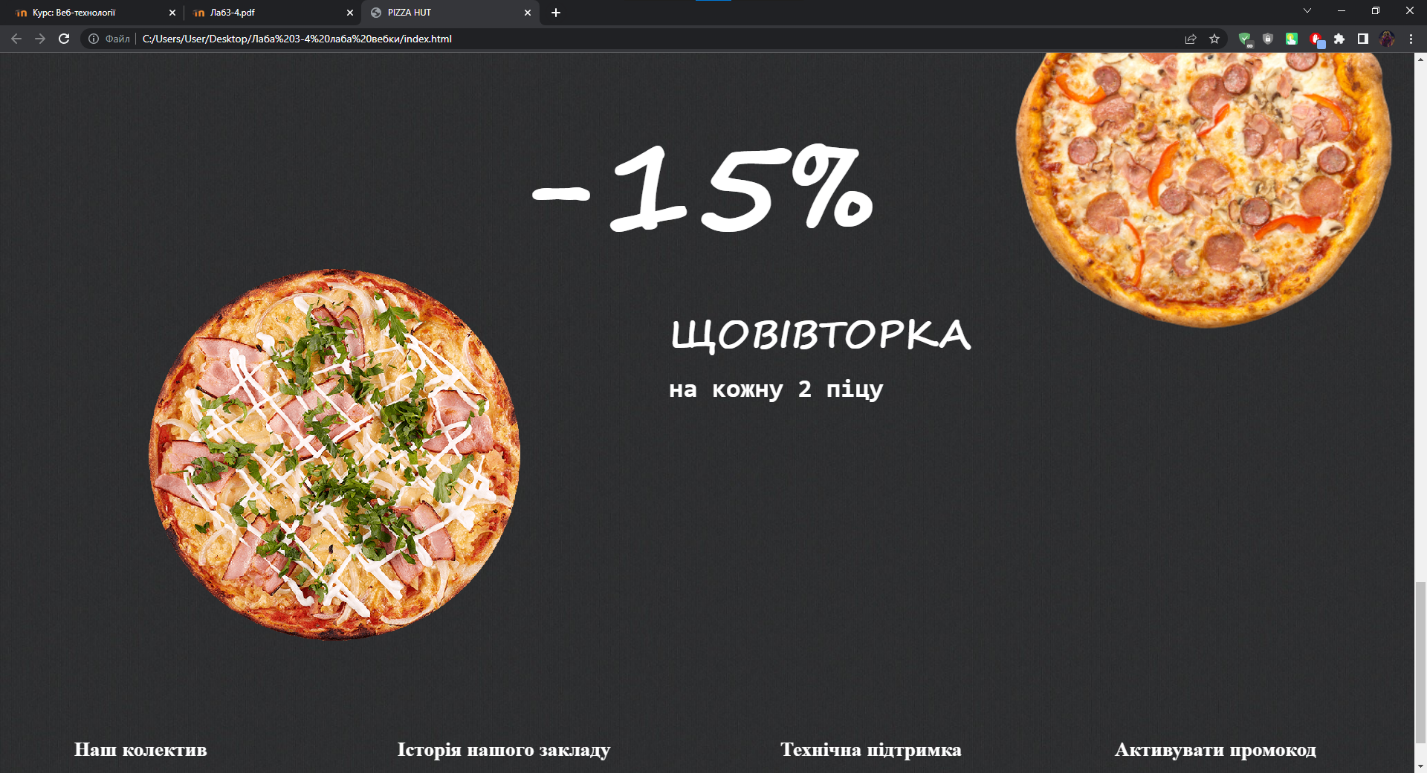 Курс: Веб-технології
Лаб3-4.pdf
PIZZA HUT
Файл
C:/Users/User/Desktop/Лаба%203-4%20лаба%20вебки/index.html
-15%
ЩОВІВТОРКА
на кожну 2 піцу
Наш колектив
Історія нашого закладу
Технічна підтримка
Активувати промокод